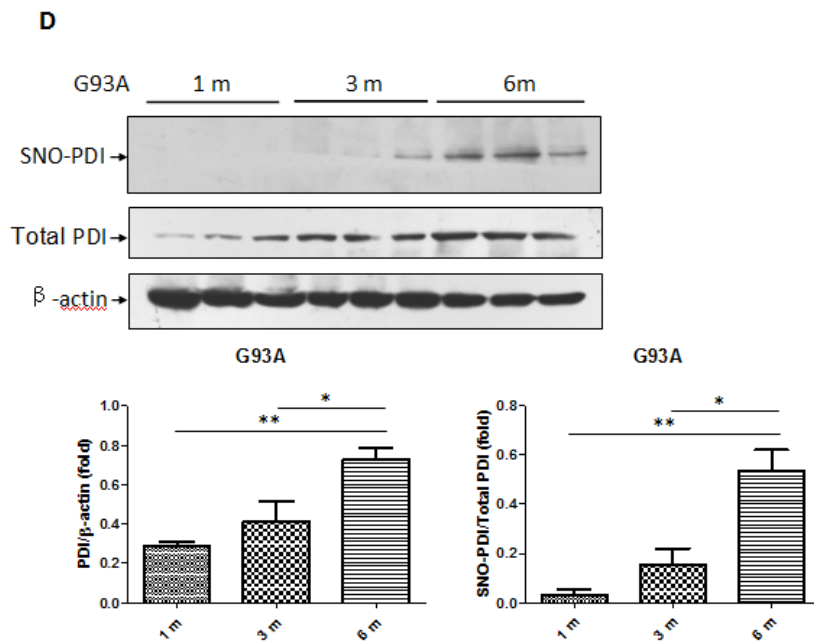 D
G93A 1 m 3 m 6m
SNO-PDI
Total PDI
β-actin
G93A
PDI/β-actin (fold)
1.0
0.8
0.6
0.4
0.2
0.0
*
**
1 m 3 m 6 m
G93A
SNO-PDI/Total PDI (fold)
0.8
0.6
0.4
0.2
0.0
*
**
1 m 3 m 6 m